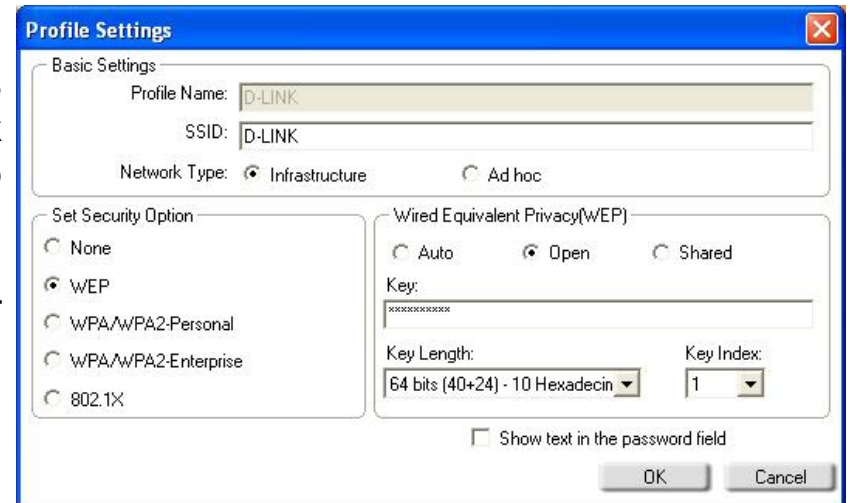 Profile Settings
Basic Settings
Profile Name: D-LINK
SSID: D-LINK
Network Type: Infrastructure Ad hoc
Set Security Option
None
WEP
WPA/WPA2-Personal
WPA/WPA2-Enterprise
802.1X
Wired Equivalent Privacy(WEP)
Auto Open Shared
Key:
××××××××××
Key Length: Key Index:
64 bits (40+24) - 10 Hexadecin 1
Show text in the password field
OK Cancel